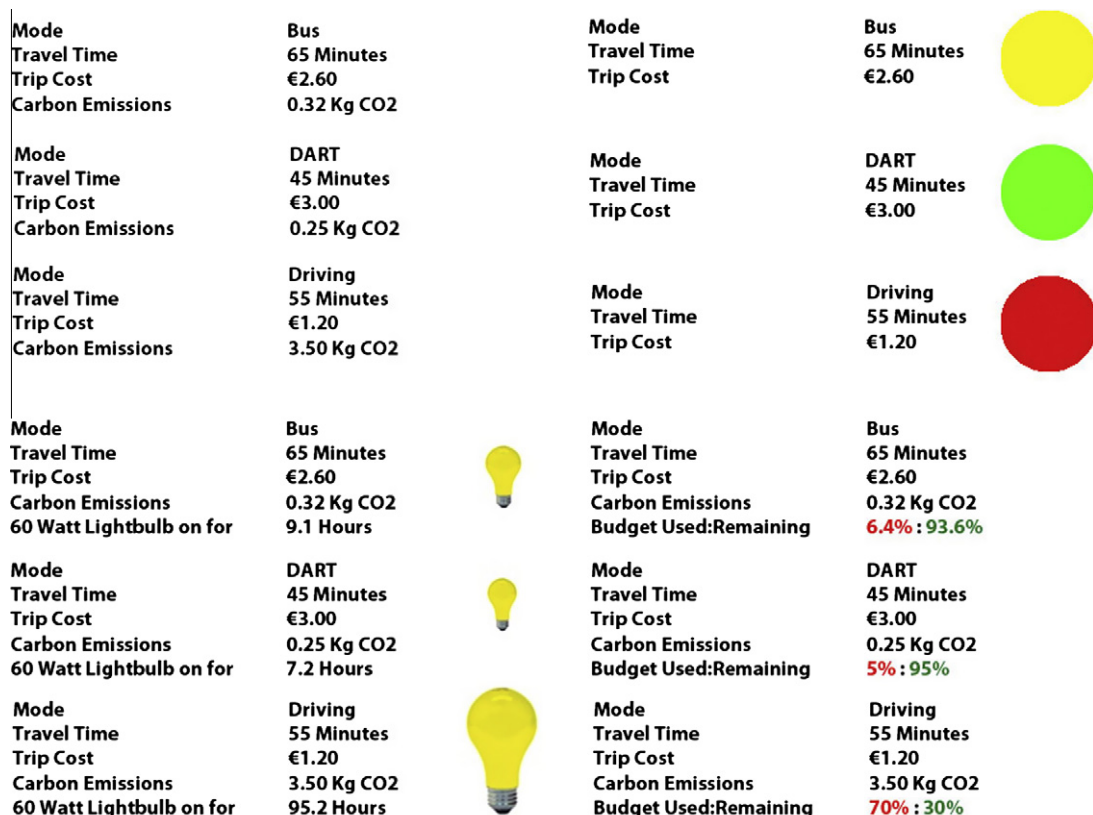 Mode Bus
Travel Time 65 Minutes
Trip Cost €2.60
Carbon Emissions 0.32 Kg CO2
Mode DART
Travel Time 45 Minutes
Trip Cost €3.00
Carbon Emissions 0.25 Kg CO2
Mode Driving
Travel Time 55 Minutes
Trip Cost €1.20
Carbon Emissions 3.50 Kg CO2
Mode Bus
Travel Time 65 Minutes
Trip Cost €2.60
Mode DART
Travel Time 45 Minutes
Trip Cost €3.00
Mode Driving
Travel Time 55 Minutes
Trip Cost €1.20
Mode Bus
Travel Time 65 Minutes
Trip Cost €2.60
Carbon Emissions 0.32 Kg CO2
60 Watt Lightbulb on for 9.1 Hours
Mode DART
Travel Time 45 Minutes
Trip Cost €3.00
Carbon Emissions 0.25 Kg CO2
60 Watt Lightbulb on for 7.2 Hours
Mode Driving
Travel Time 55 Minutes
Trip Cost €1.20
Carbon Emissions 3.50 Kg CO2
60 Watt Lightbulb on for 95.2 Hours
Mode Bus
Travel Time 65 Minutes
Trip Cost €2.60
Carbon Emissions 0.32 Kg CO2
Budget Used:Remaining 6.4% : 93.6%
Mode DART
Travel Time 45 Minutes
Trip Cost €3.00
Carbon Emissions 0.25 Kg CO2
Budget Used:Remaining 5% : 95%
Mode Driving
Travel Time 55 Minutes
Trip Cost €1.20
Carbon Emissions 3.50 Kg CO2
Budget Used:Remaining 70% : 30%